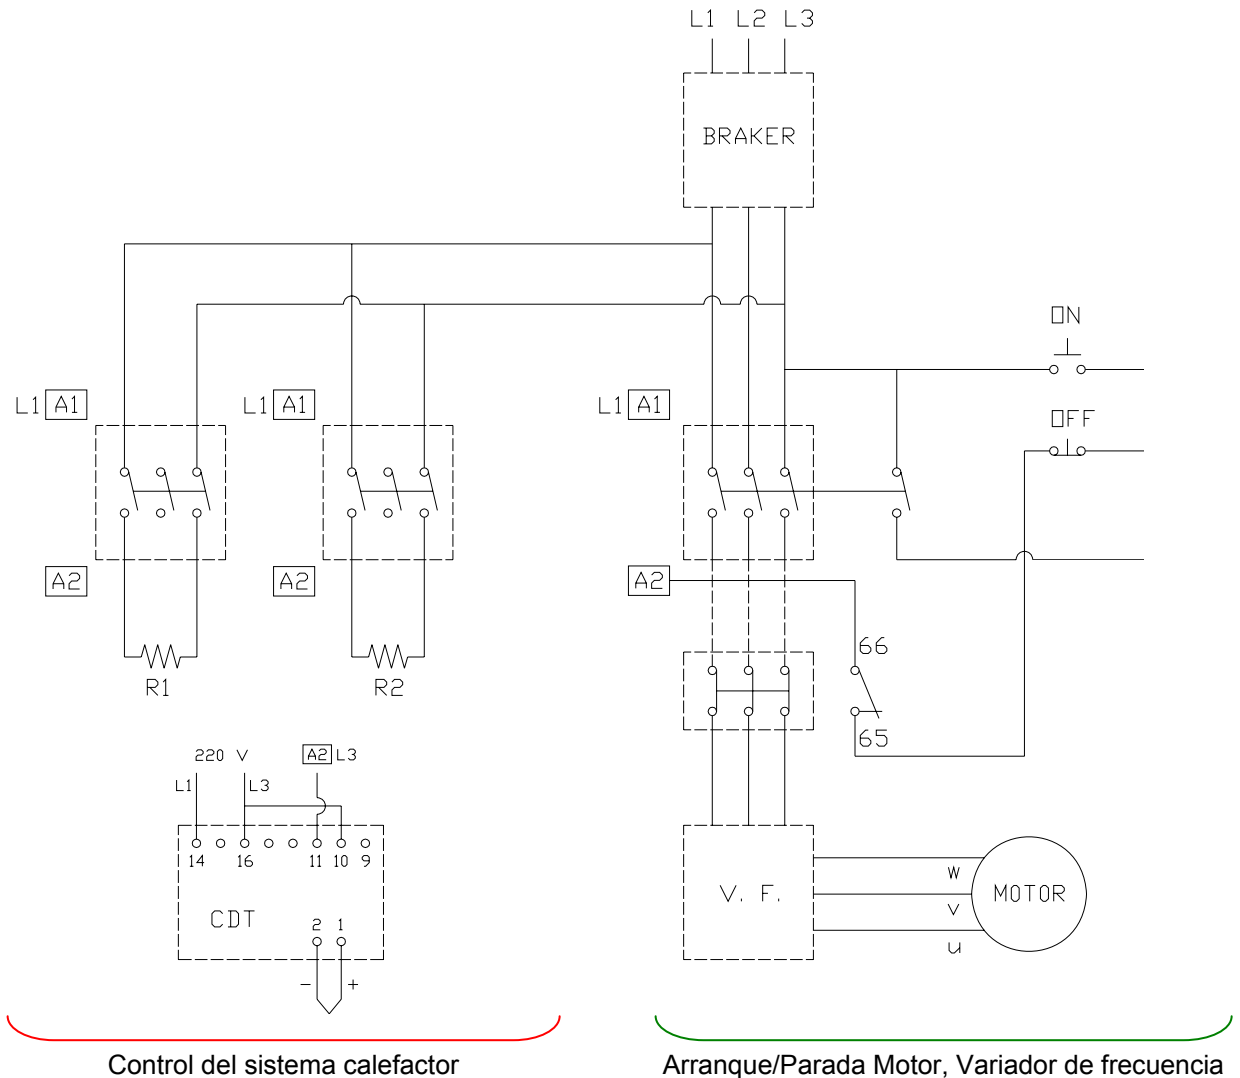 L1 L2 L3
BRAKER
ON
OFF
L1 A1
L1 A1
L1 A1
A2
A2
A2
R1
R2
66
65
220 V
A2 L3
L1
L3
14 16 11 10 9
CDT
2 1
- +
V. F.
W
V
U
MOTOR
Control del sistema calefactor
Arranque/Parada Motor, Variador de frecuencia